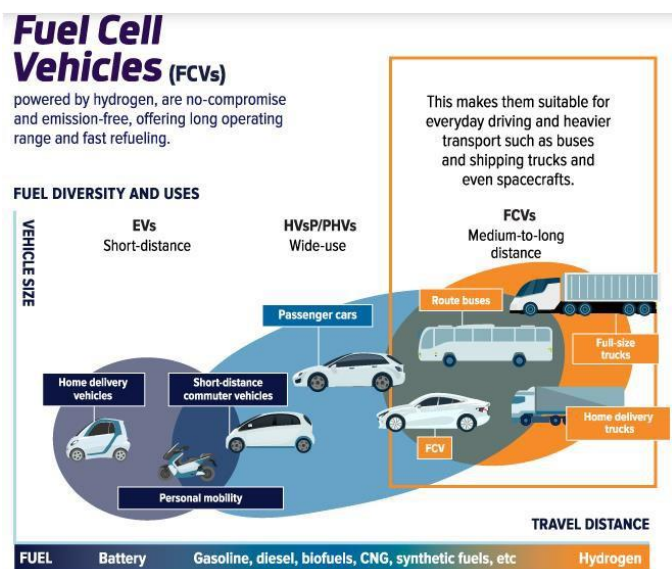 Fuel Cell
Vehicles (FCVs)
powered by hydrogen, are no-compromise
and emission-free, offering long operating
range and fast refueling.
This makes them suitable for
everyday driving and heavier
transport such as buses
and shipping trucks and
even spacecrafts.
FUEL DIVERSITY AND USES
VEHICLE SIZE
EVs
Short-distance
HVsP/PHVs
Wide-use
FCVs
Medium-to-long
distance
Route buses
Passenger cars
Full-size
trucks
Home delivery
vehicles
Short-distance
commuter vehicles
Home delivery
trucks
FCV
Personal mobility
TRAVEL DISTANCE
FUEL Battery Gasoline, diesel, biofuels, CNG, synthetic fuels, etc Hydrogen